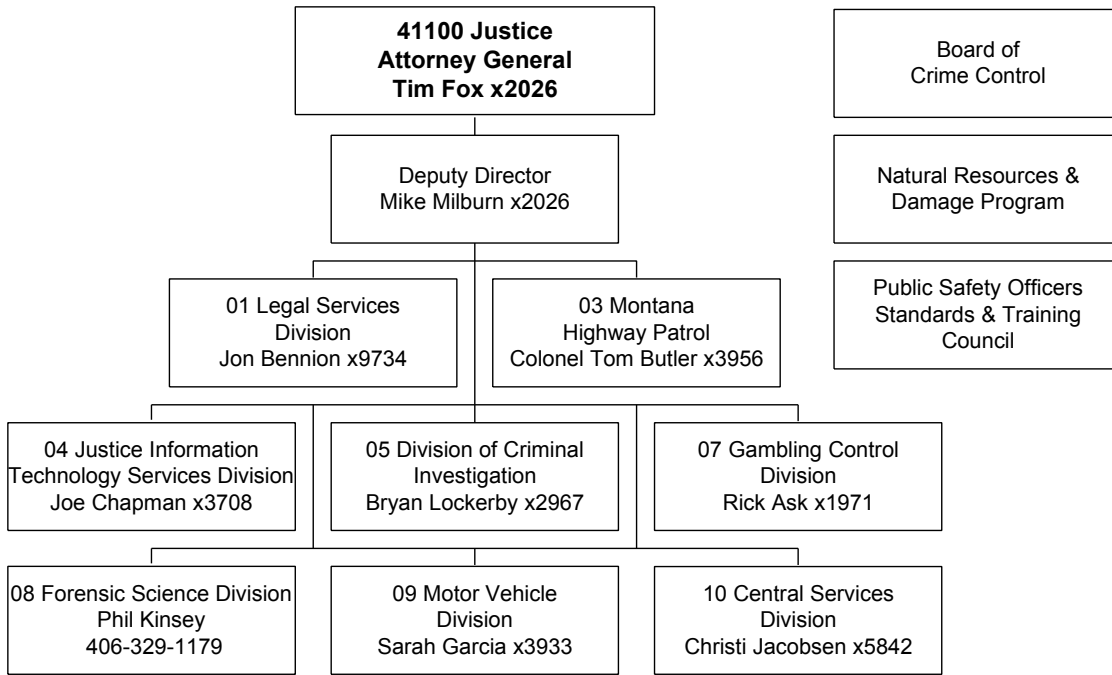 41100 Justice
Attorney General
Tim Fox x2026
Board of
Crime Control
Deputy Director
Mike Milburn x2026
Natural Resources &
Damage Program
01 Legal Services
Division
Jon Bennion x9734
03 Montana
Highway Patrol
Colonel Tom Butler x3956
Public Safety Officers
Standards & Training
Council
04 Justice Information
Technology Services Division
Joe Chapman x3708
05 Division of Criminal
Investigation
Bryan Lockerby x2967
07 Gambling Control
Division
Rick Ask x1971
08 Forensic Science Division
Phil Kinsey
406-329-1179
09 Motor Vehicle
Division
Sarah Garcia x3933
10 Central Services
Division
Christi Jacobsen x5842